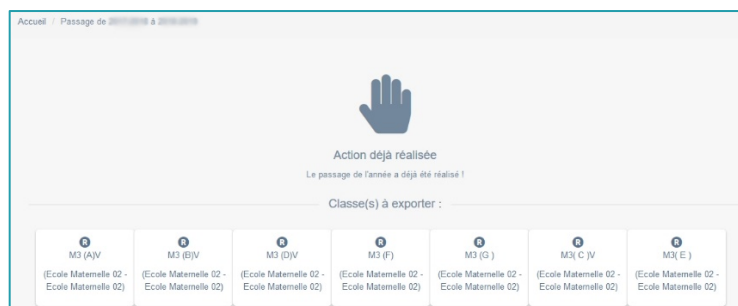 Accueil / Passage de à
Action déjà réalisée
Le passage de l'année a déjà été réalisé !
Classe(s) à exporter :
R R R R R R R
M3 (A)V M3 (B)V M3 (D)V M3 (F) M3 (G ) M3( C )V M3( E )
(Ecole Maternelle 02 - (Ecole Maternelle 02 - (Ecole Maternelle 02 - (Ecole Maternelle 02 - (Ecole Maternelle 02 - (Ecole Maternelle 02 - (Ecole Maternelle 02 -
Ecole Maternelle 02) Ecole Maternelle 02) Ecole Maternelle 02) Ecole Maternelle 02) Ecole Maternelle 02) Ecole Maternelle 02) Ecole Maternelle 02)